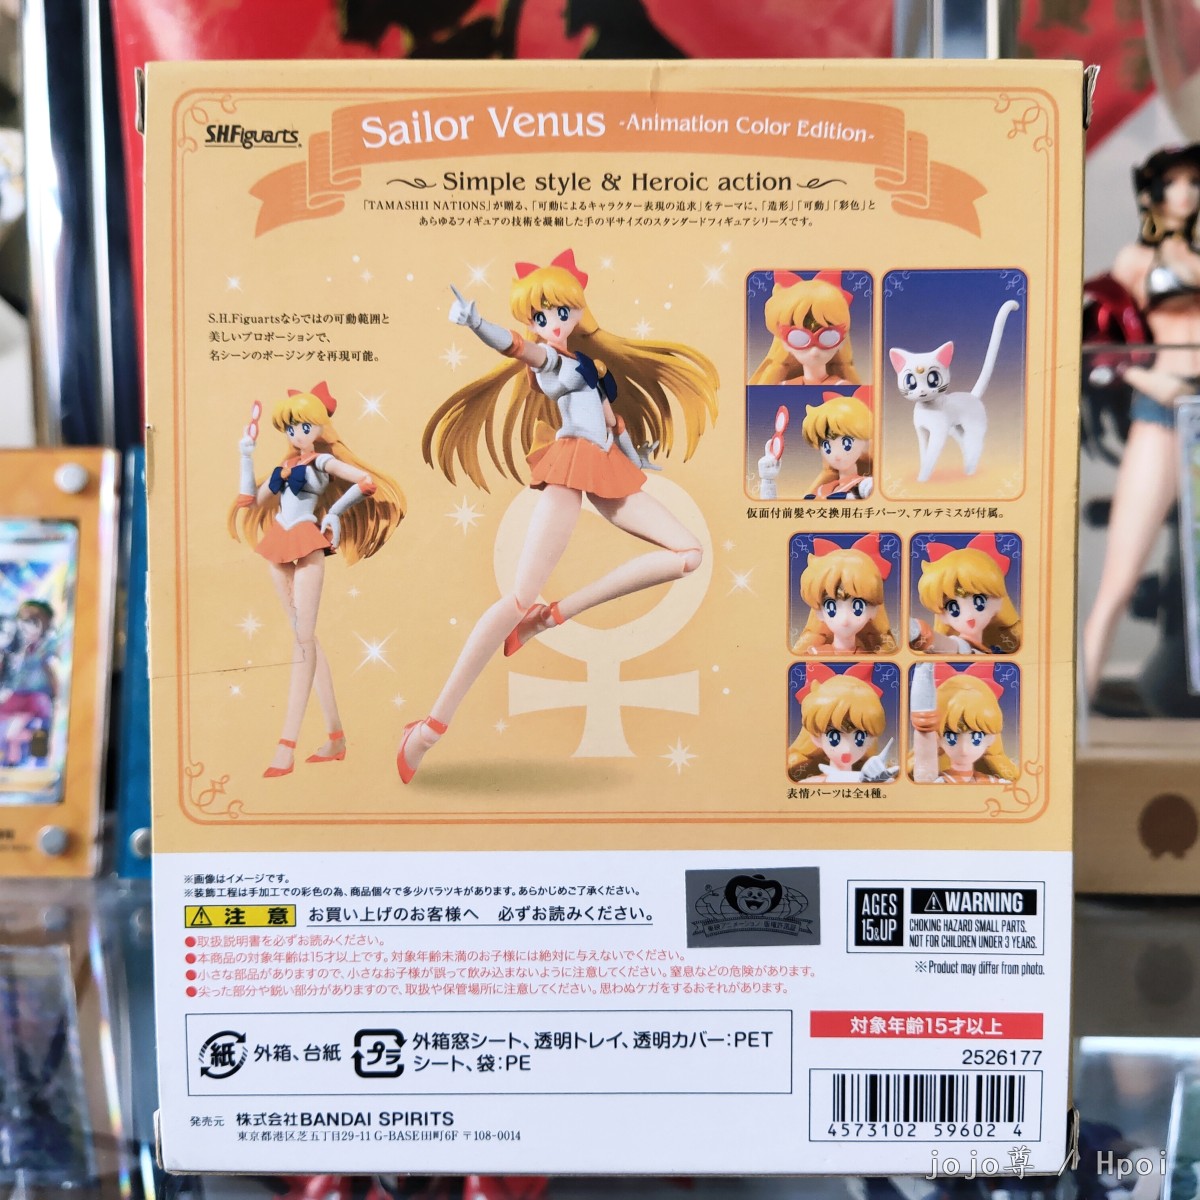 S.H.Figuarts
Sailor Venus -Animation Color Edition-
Simple style & Heroic action
「TAMASHII NATIONS」が贈る、「可動によるキャラクター表現の追求」をテーマに、「造形」「可動」「彩色」と
あらゆるフィギュアの技術を凝縮した手の平サイズのスタンダードフィギュアシリーズです。
S.H.Figuartsならではの可動範囲と
美しいプロポーションで、
名シーンのポージングを再現可能。
仮面付前髪や交換用右手パーツ、アルテミスが付属。
表情パーツは全4種。
※画像はイメージです。
※装飾工程は手加工での彩色の為、商品個々で多少バラツキがあります。あらかじめご了承ください。
注意 お買い上げのお客様へ 必ずお読みください。
●取扱説明書を必ずお読みください。
●本商品の対象年齢は15才以上です。対象年齢未満のお子様には絶対に与えないでください。
●小さな部品がありますので、小さなお子様が誤って飲み込まないように注意してください。窒息などの危険があります。
●尖った部分や鋭い部分がありますので、取扱や保管場所に注意してください。思わぬケガをするおそれがあります。
AGES
15&UP
WARNING
CHOKING HAZARD SMALL PARTS.
NOT FOR CHILDREN UNDER 3 YEARS.
※Product may differ from photo.
紙 外箱、台紙
プラ 外箱窓シート、透明トレイ、透明カバー:PET
シート、袋:PE
対象年齢15才以上
2526177
4573102 59602 4
発売元 株式会社BANDAI SPIRITS
東京都港区芝五丁目29-11 G-BASE田町6F 〒108-0014
jojo尊 / Hpoi